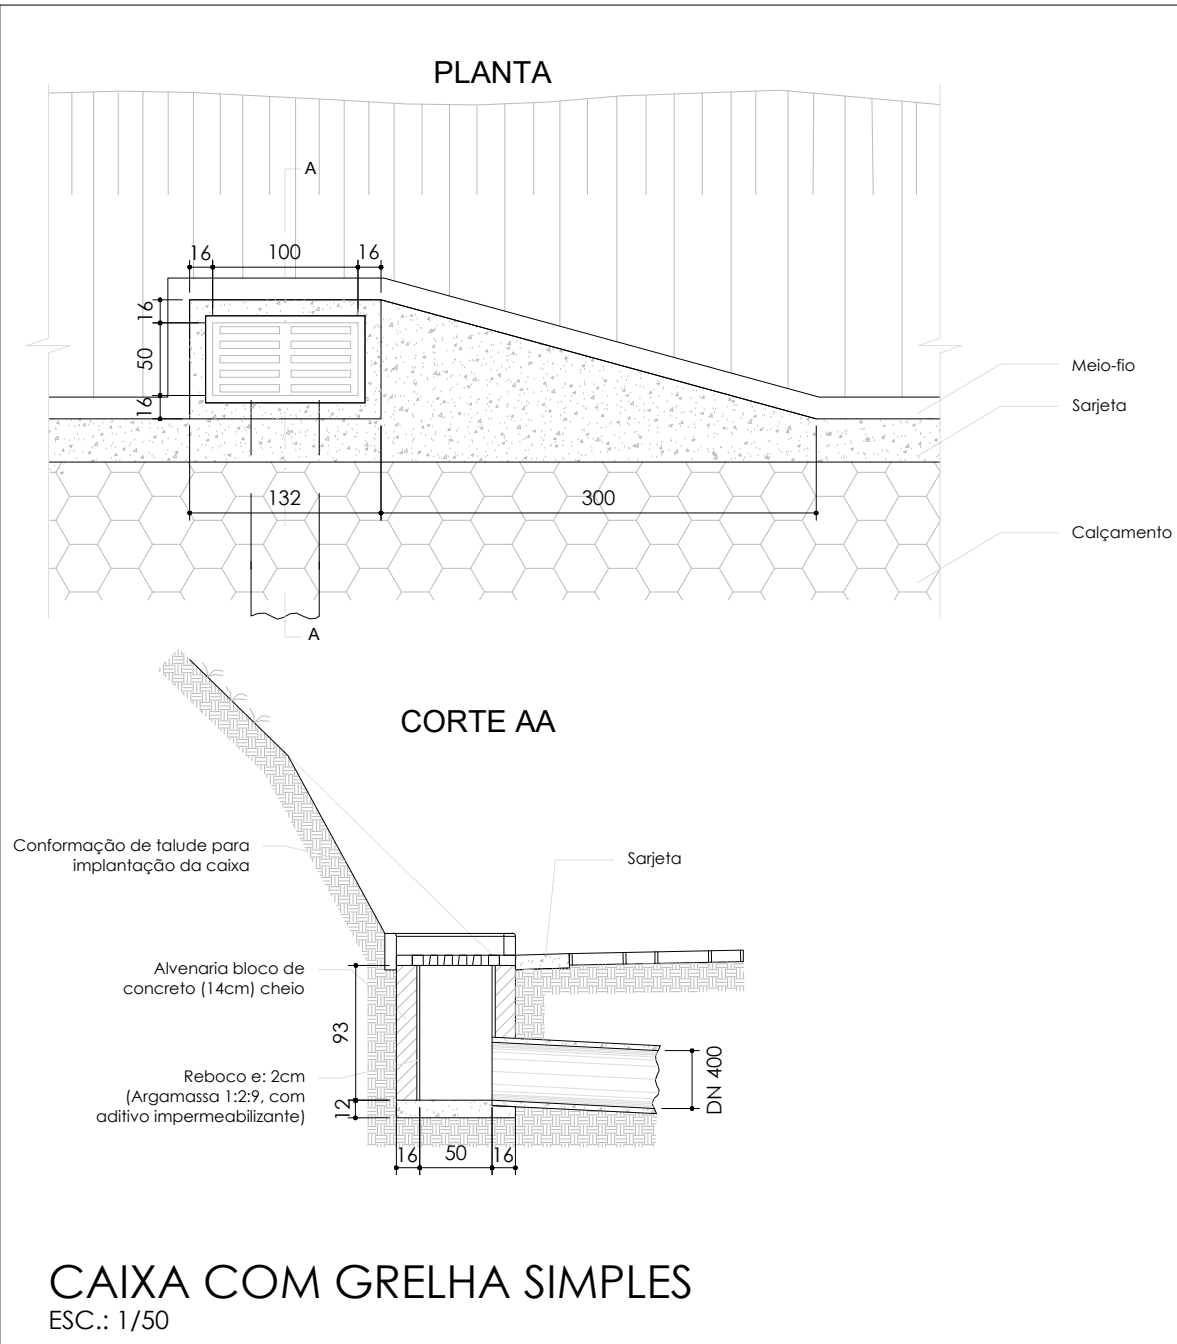 PLANTA
A
16 100 16
16
50
16
Meio-fio
Sarjeta
132 300
Calçamento
A
CORTE AA
Conformação de talude para
implantação da caixa
Sarjeta
Alvenaria bloco de
concreto (14cm) cheio
93
Reboco e: 2cm
(Argamassa 1:2:9, com
aditivo impermeabilizante)
DN 400
12
16 50 16
CAIXA COM GRELHA SIMPLES
ESC.: 1/50